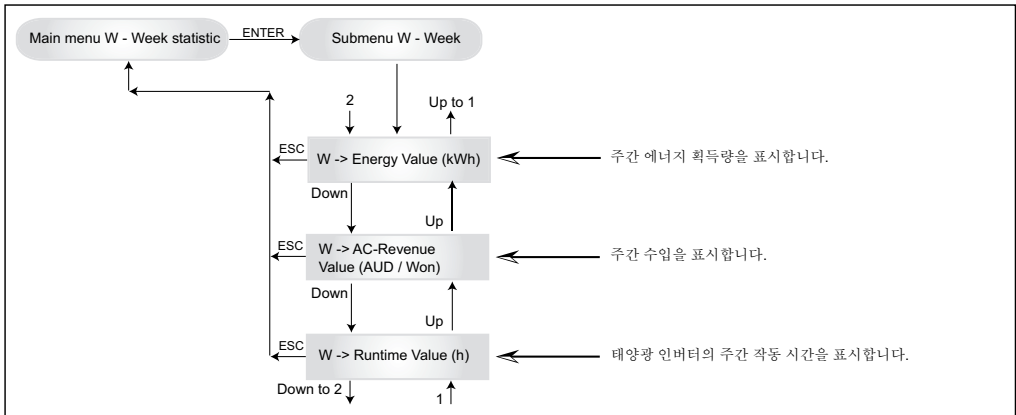 Main menu W - Week statistic
ENTER
Submenu W - Week
2
Up to 1
ESC
W -> Energy Value (kWh)
주간 에너지 획득량을 표시합니다.
Down
Up
ESC
W -> AC-Revenue
Value (AUD / Won)
주간 수입을 표시합니다.
Down
Up
ESC
W -> Runtime Value (h)
태양광 인버터의 주간 작동 시간을 표시합니다.
Down to 2
1